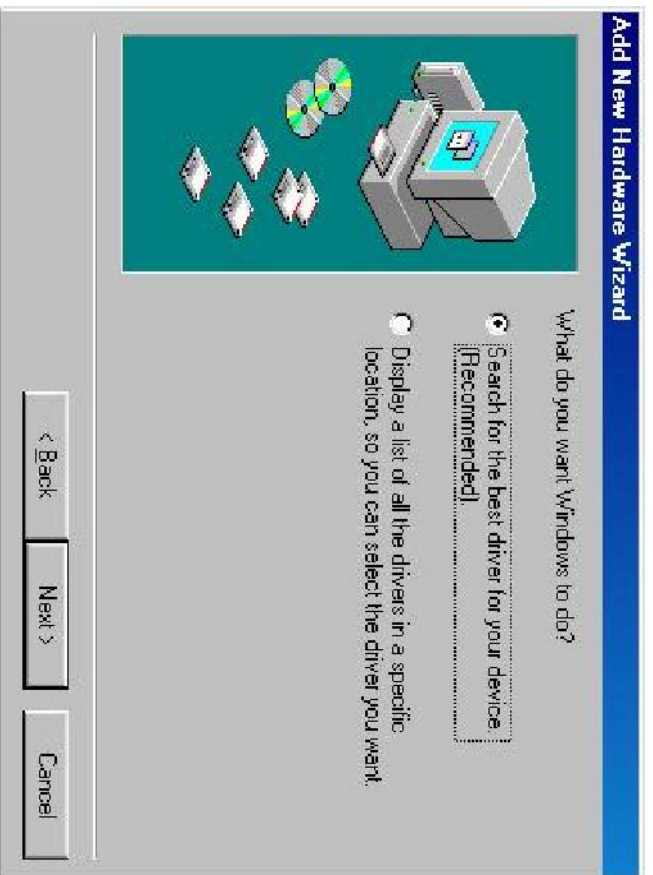 Add New Hardware Wizard
What do you want Windows to do?
Search for the best driver for your device.
(Recommended).
Display a list of all the drivers in a specific
location, so you can select the driver you want.
< Back
Next >
Cancel